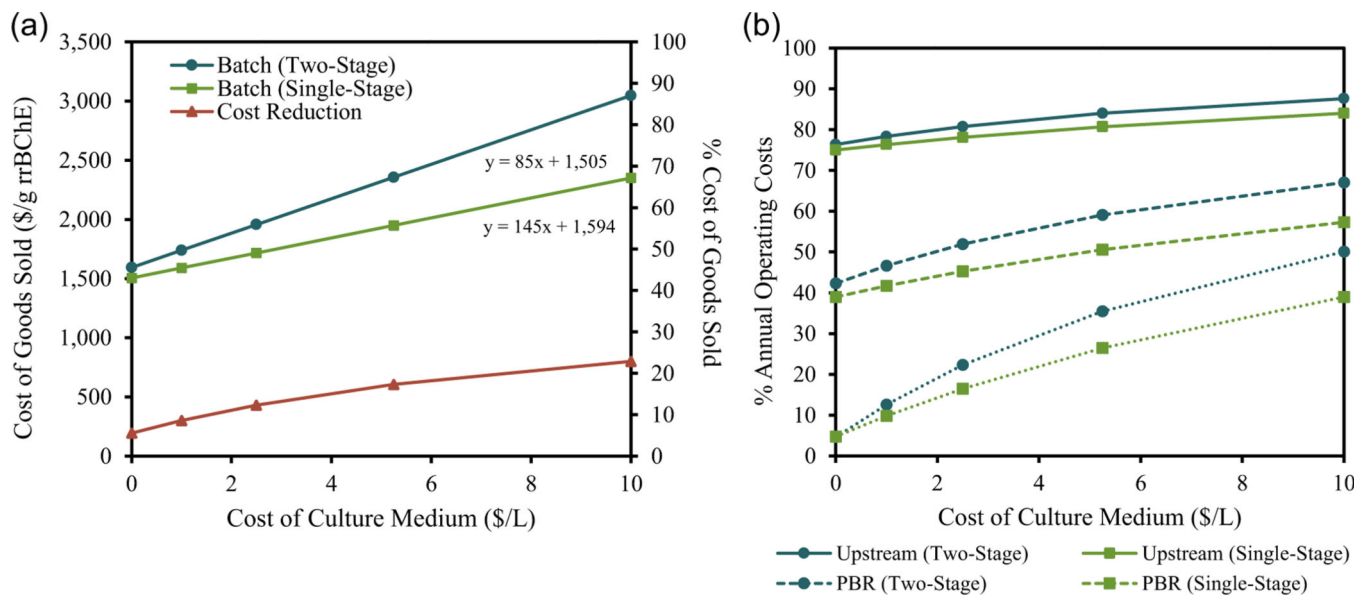 (a)
3,500
3,000
2,500
2,000
1,500
1,000
500
0
Cost of Goods Sold ($/g rrBChE)
Batch (Two-Stage)
Batch (Single-Stage)
Cost Reduction
y = 85x + 1,505
y = 145x + 1,594
100
90
80
70
60
50
40
30
20
10
0
% Cost of Goods Sold
0 2 4 6 8 10
Cost of Culture Medium ($/L)
(b)
100
90
80
70
60
50
40
30
20
10
0
% Annual Operating Costs
0 2 4 6 8 10
Cost of Culture Medium ($/L)
Upstream (Two-Stage) Upstream (Single-Stage)
PBR (Two-Stage) PBR (Single-Stage)